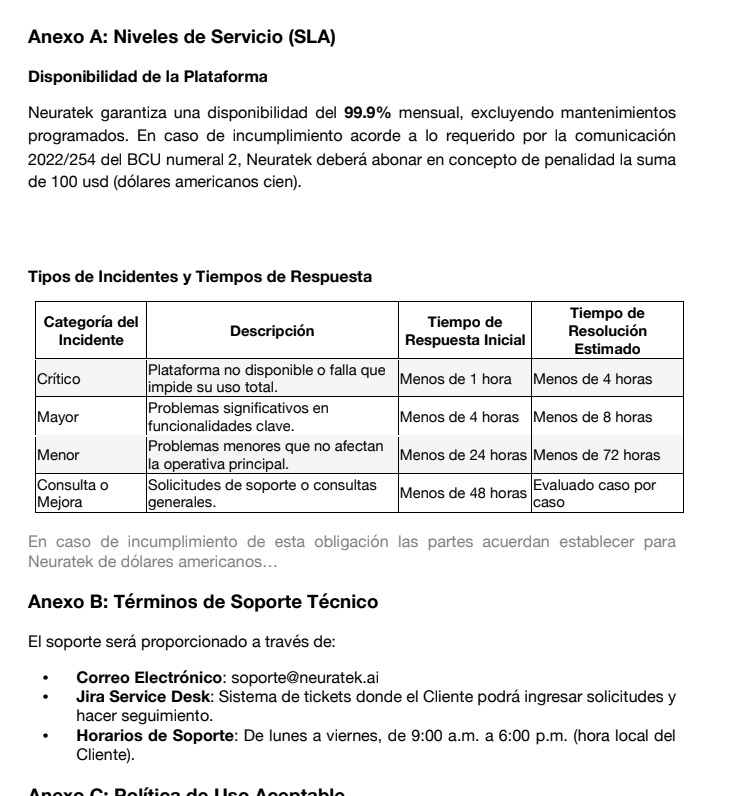 Anexo A: Niveles de Servicio (SLA)
Disponibilidad de la Plataforma
Neuratek garantiza una disponibilidad del 99.9% mensual, excluyendo mantenimientos
programados. En caso de incumplimiento acorde a lo requerido por la comunicación
2022/254 del BCU numeral 2, Neuratek deberá abonar en concepto de penalidad la suma
de 100 usd (dólares americanos cien).
Tipos de Incidentes y Tiempos de Respuesta
Categoría del
Incidente
Descripción
Tiempo de
Respuesta Inicial
Tiempo de
Resolución
Estimado
Crítico
Plataforma no disponible o falla que
impide su uso total.
Menos de 1 hora
Menos de 4 horas
Mayor
Problemas significativos en
funcionalidades clave.
Menos de 4 horas
Menos de 8 horas
Menor
Problemas menores que no afectan
la operativa principal.
Menos de 24 horas
Menos de 72 horas
Consulta o
Mejora
Solicitudes de soporte o consultas
generales.
Menos de 48 horas
Evaluado caso por
caso
En caso de incumplimiento de esta obligación las partes acuerdan establecer para
Neuratek de dólares americanos…
Anexo B: Términos de Soporte Técnico
El soporte será proporcionado a través de:
• Correo Electrónico: soporte@neuratek.ai
• Jira Service Desk: Sistema de tickets donde el Cliente podrá ingresar solicitudes y
hacer seguimiento.
• Horarios de Soporte: De lunes a viernes, de 9:00 a.m. a 6:00 p.m. (hora local del
Cliente).
Anexo C: Política de Uso Aceptable